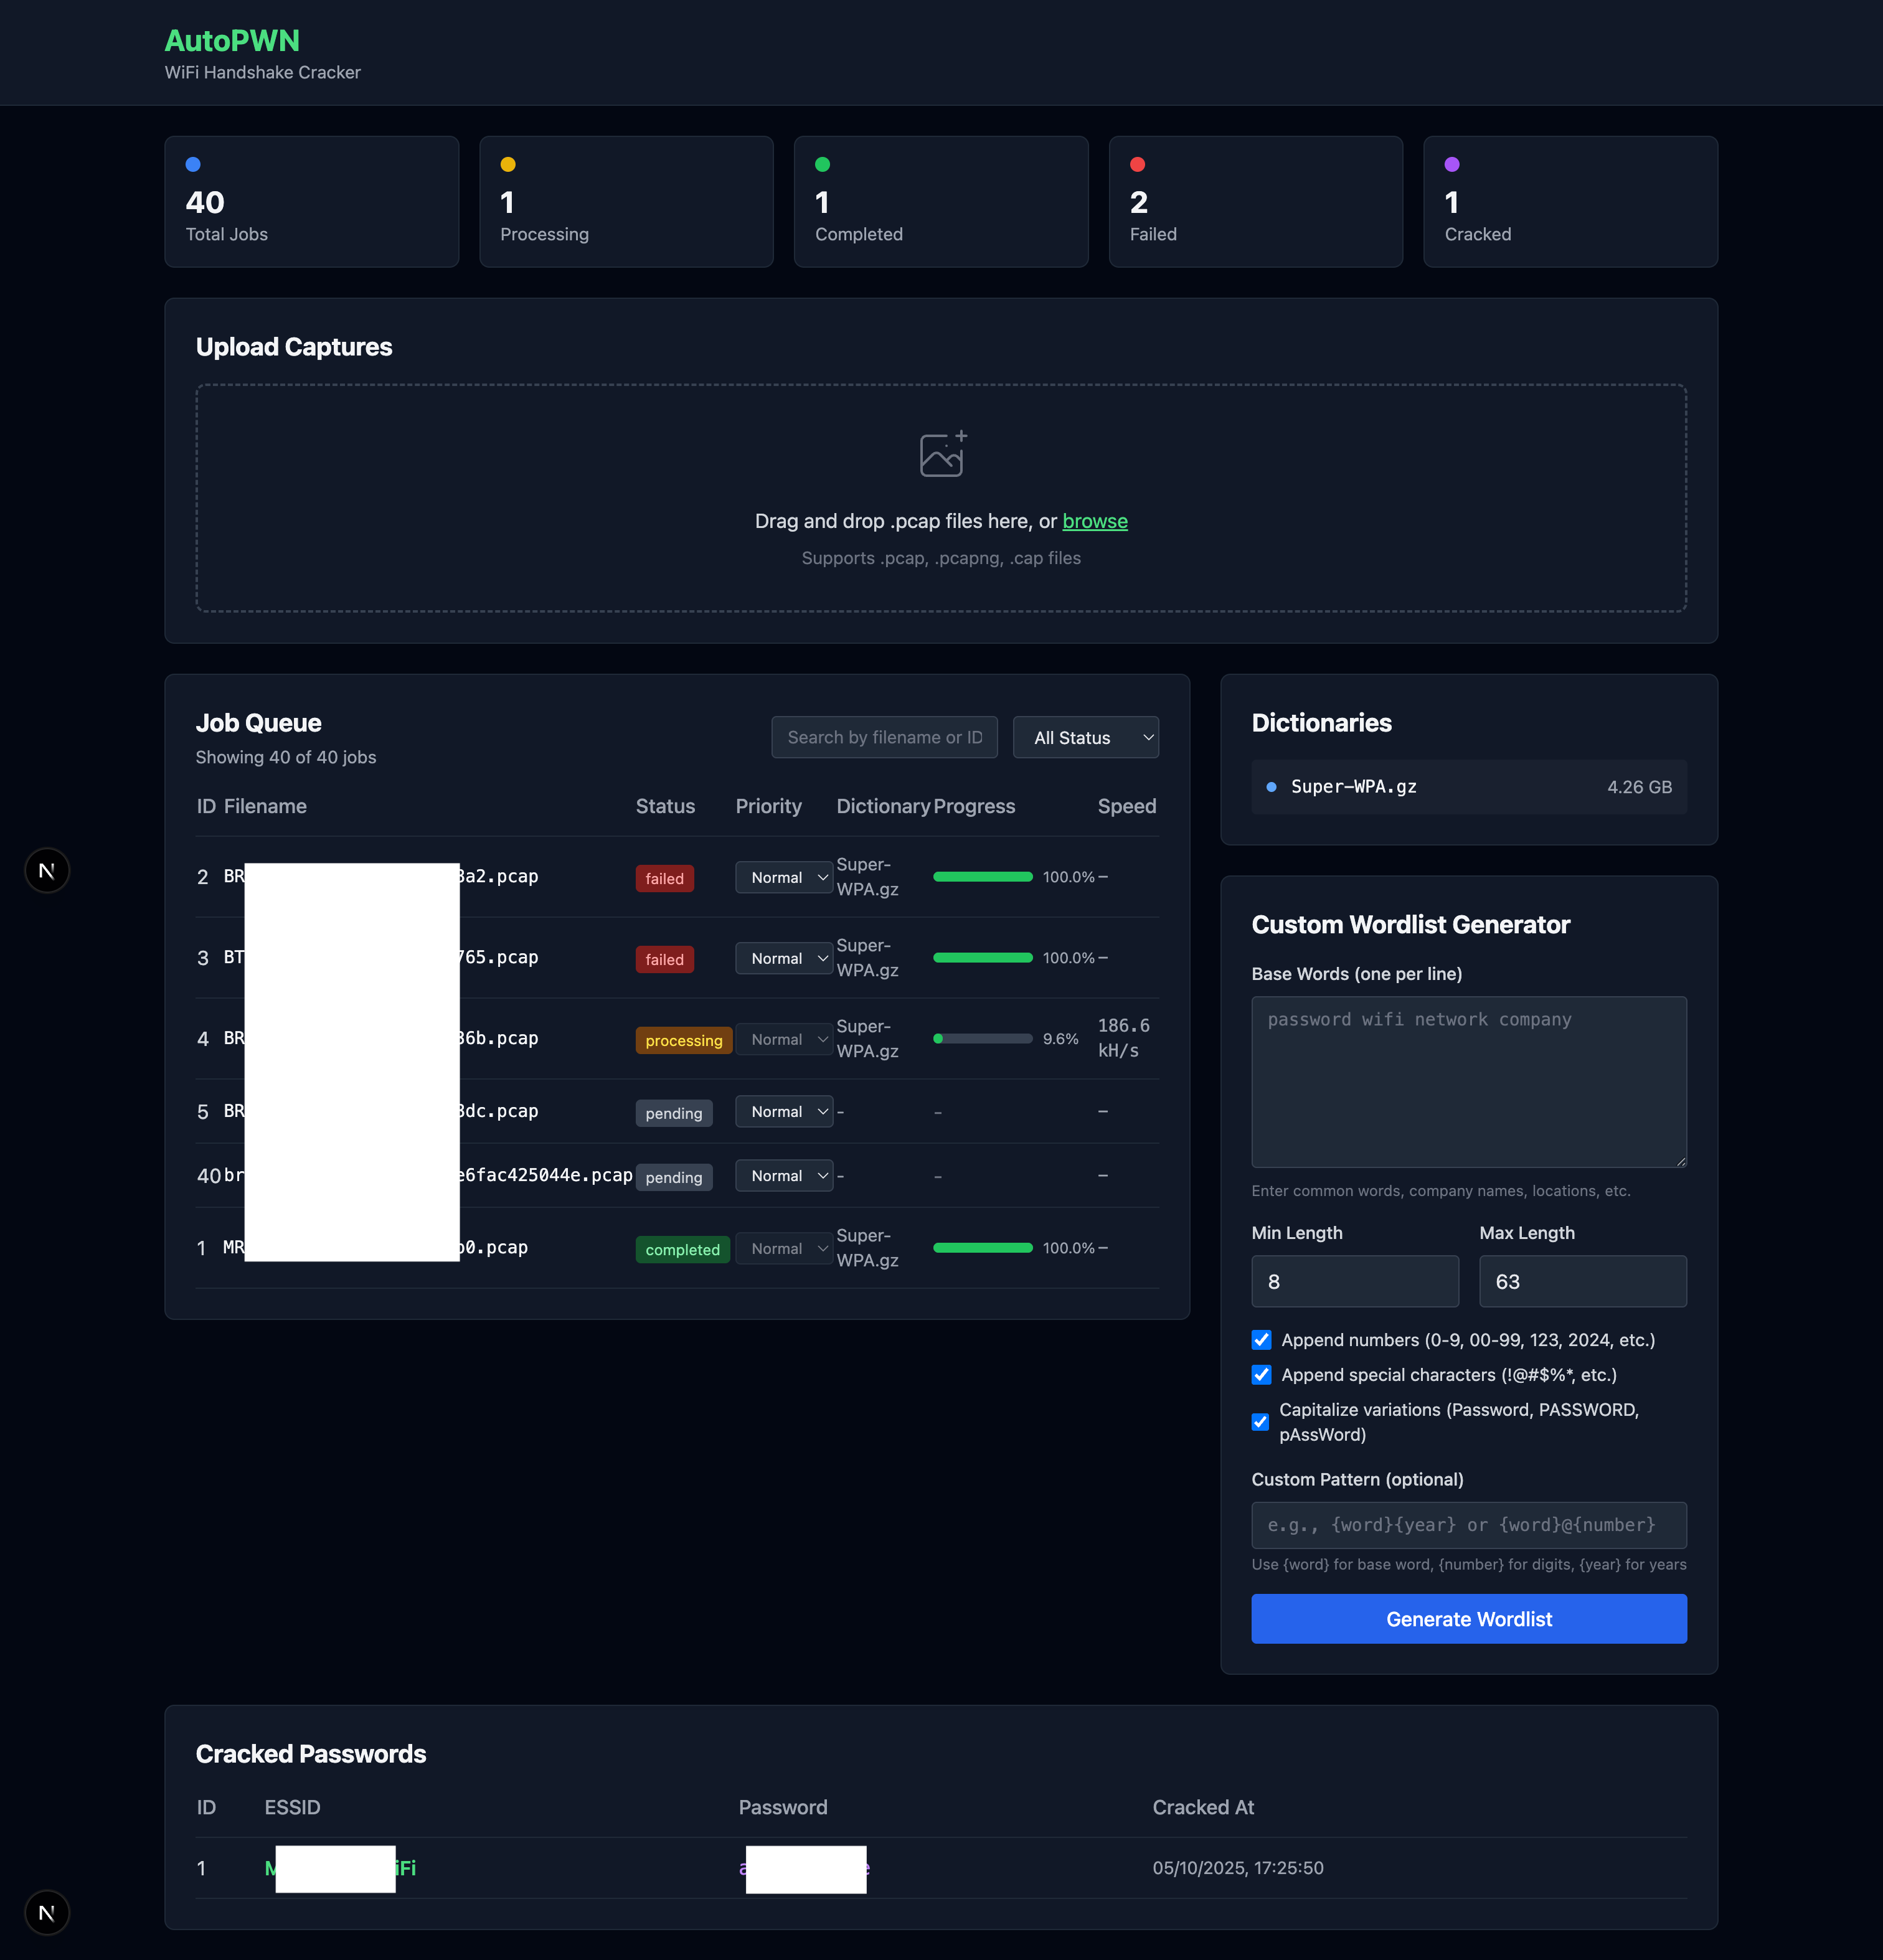 AutoPWN
WiFi Handshake Cracker
40
Total Jobs
1
Processing
1
Completed
2
Failed
1
Cracked
Upload Captures
Drag and drop .pcap files here, or browse
Supports .pcap, .pcapng, .cap files
Job Queue
Showing 40 of 40 jobs
Search by filename or ID
All Status
ID Filename Status Priority Dictionary Progress Speed
2 BR 3a2.pcap failed Normal Super-WPA.gz 100.0% –
3 BT 765.pcap failed Normal Super-WPA.gz 100.0% –
4 BR 36b.pcap processing Normal Super-WPA.gz 9.6% 186.6 kH/s
5 BR 3dc.pcap pending Normal - – –
40 br e6fac425044e.pcap pending Normal - – –
1 MR b0.pcap completed Normal Super-WPA.gz 100.0% –
Dictionaries
Super-WPA.gz 4.26 GB
Custom Wordlist Generator
Base Words (one per line)
password wifi network company
Enter common words, company names, locations, etc.
Min Length Max Length
8 63
Append numbers (0-9, 00-99, 123, 2024, etc.)
Append special characters (!@#$%*, etc.)
Capitalize variations (Password, PASSWORD,
pAssWord)
Custom Pattern (optional)
e.g., {word}{year} or {word}@{number}
Use {word} for base word, {number} for digits, {year} for years
Generate Wordlist
Cracked Passwords
ID ESSID Password Cracked At
1 M iFi a e 05/10/2025, 17:25:50
N
N